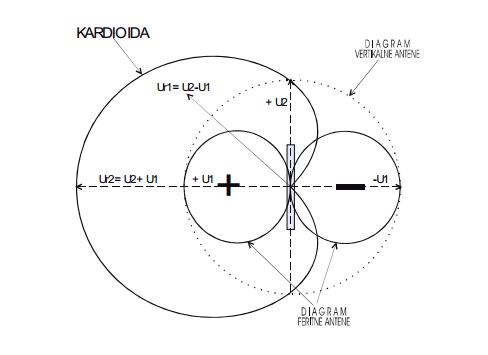 KARDIOIDA
DIAGRAM
VERTIKALNE ANTENE
Ur1= U2-U1
+ U2
Ur2= U2+ U1
+ U1
+
-U1
DIAGRAM
FERITNE ANTENE